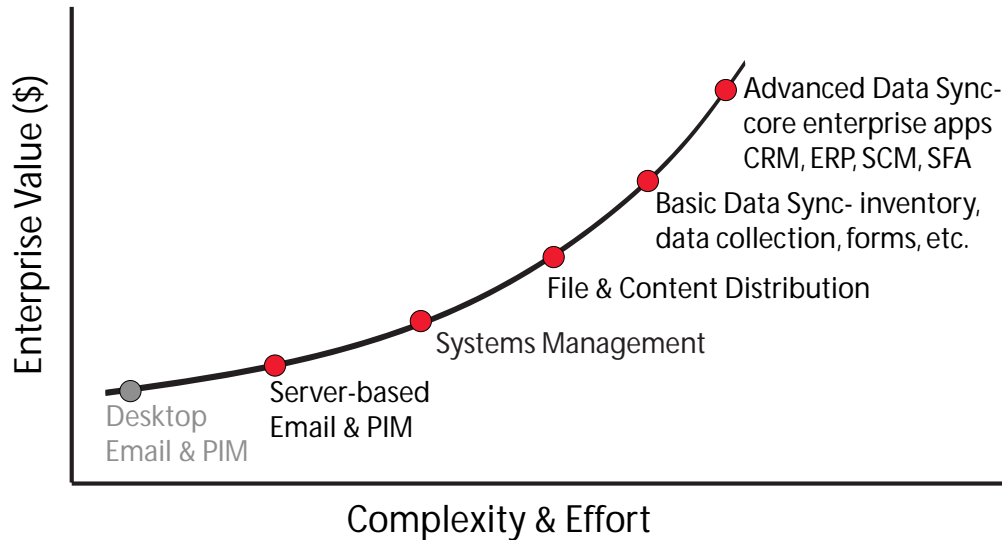 Enterprise Value ($)
Advanced Data Sync-
core enterprise apps
CRM, ERP, SCM, SFA
Basic Data Sync- inventory,
data collection, forms, etc.
File & Content Distribution
Systems Management
Server-based
Email & PIM
Desktop
Email & PIM
Complexity & Effort